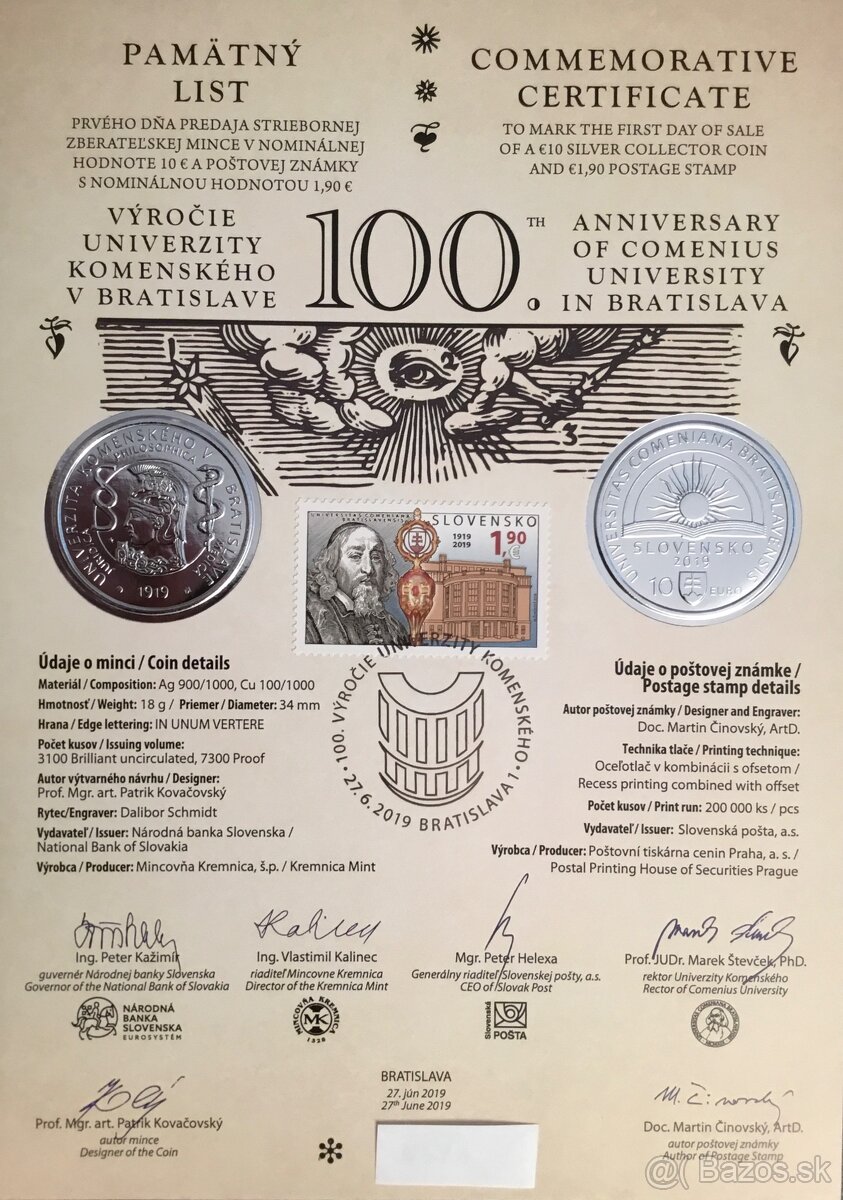 PAMÄTNÝ
LIST
PRVÉHO DŇA PREDAJA STRIEBORNEJ
ZBERATEĽSKEJ MINCE V NOMINÁLNEJ
HODNOTE 10 € A POŠTOVEJ ZNÁMKY
S NOMINÁLNOU HODNOTOU 1,90 €
COMMEMORATIVE
CERTIFICATE
TO MARK THE FIRST DAY OF SALE
OF A €10 SILVER COLLECTOR COIN
AND €1,90 POSTAGE STAMP
VÝROČIE
UNIVERZITY
KOMENSKÉHO
V BRATISLAVE
100.
TH
ANNIVERSARY
OF COMENIUS
UNIVERSITY
IN BRATISLAVA
2
3
UNIVERZITA KOMENSKÉHO V BRATISLAVE
PHILOSOPHICA
1919
UNIVERSITAS COMENIANA
BRATISLAVENSIS
SLOVENSKO
1919
2019
1,90
€
UNIVERSITAS COMENIANA BRATISLAVENSIS
SLOVENSKO
2019
10 EURO
100. VÝROČIE UNIVERZITY KOMENSKÉHO
27.6.2019 BRATISLAVA 1
Údaje o minci / Coin details
Materiál / Composition: Ag 900/1000, Cu 100/1000
Hmotnosť / Weight: 18 g / Priemer / Diameter: 34 mm
Hrana / Edge lettering: IN UNUM VERTERE
Počet kusov / Issuing volume:
3100 Brilliant uncirculated, 7300 Proof
Autor výtvarného návrhu / Designer:
Prof. Mgr. art. Patrik Kovačovský
Rytec/Engraver: Dalibor Schmidt
Vydavateľ / Issuer: Národná banka Slovenska /
National Bank of Slovakia
Výrobca / Producer: Mincovňa Kremnica, š.p. / Kremnica Mint
Údaje o poštovej známke /
Postage stamp details
Autor poštovej známky / Designer and Engraver:
Doc. Martin Činovský, ArtD.
Technika tlače / Printing technique:
Oceľotlač v kombinácii s ofsetom /
Recess printing combined with offset
Počet kusov / Print run: 200 000 ks / pcs
Vydavateľ / Issuer: Slovenská pošta, a.s.
Výrobca / Producer: Poštovní tiskárna cenin Praha, a. s. /
Postal Printing House of Securities Prague
Ing. Peter Kažimír
guvernér Národnej banky Slovenska
Governor of the National Bank of Slovakia
NÁRODNÁ
BANKA
SLOVENSKA
EUROSYSTÉM
Kalinec
Ing. Vlastimil Kalinec
riaditeľ Mincovne Kremnica
Director of the Kremnica Mint
MINCOVŇA KREMNICA
MK
1328
Mgr. Peter Helexa
Generálny riaditeľ Slovenskej pošty, a.s.
CEO of Slovak Post
Slovenská
POŠTA
Prof. JUDr. Marek Števček, PhD.
rektor Univerzity Komenského
Rector of Comenius University
Prof. Mgr. art. Patrik Kovačovský
autor mince
Designer of the Coin
BRATISLAVA
27. jún 2019
27th June 2019
M. Činovský
Doc. Martin Činovský, ArtD.
autor poštovej známky
Author of Postage Stamp
@( Bazos.sk